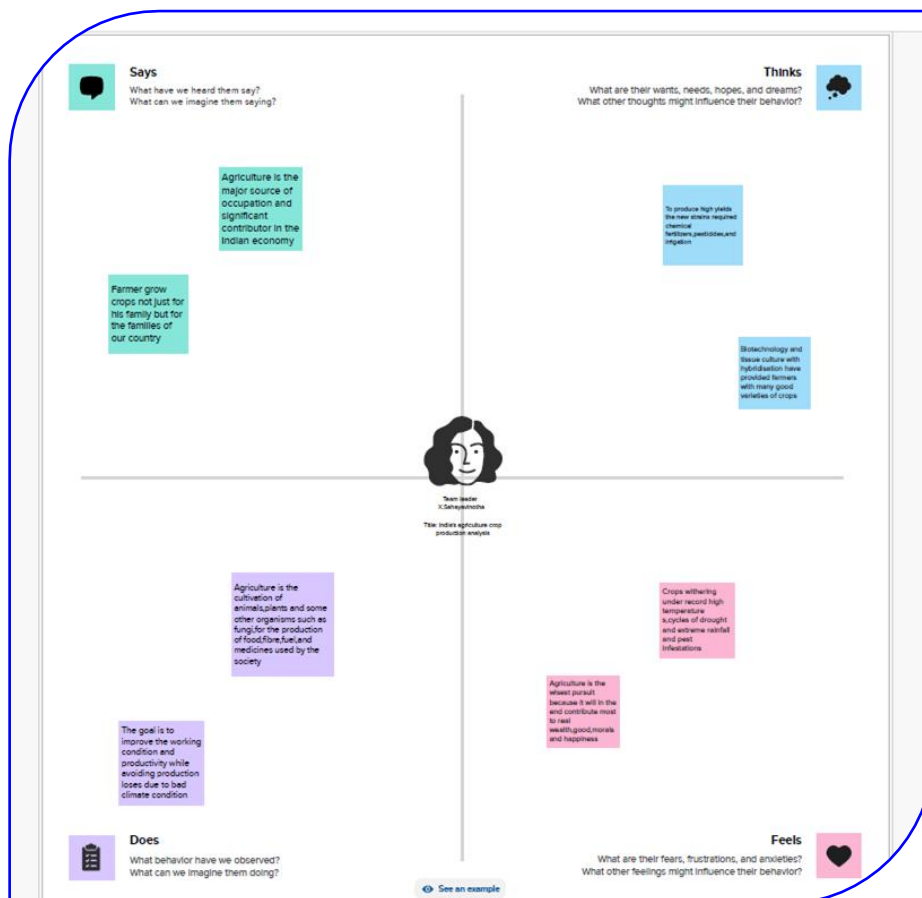 Says
What have we heard them say?
What can we imagine them saying?
Thinks
What are their wants, needs, hopes, and dreams?
What other thoughts might influence their behavior?
Agriculture is the
major source of
occupation and
significant
contributor in the
Indian economy
Farmer grow
crops not just for
his family but for
the families of
our country
To produce high yields
the new strains required
chemical
fertilizers,pesticides,and
irrigation
Biotechnology and
tissue culture with
hybridisation have
provided farmers
with many good
varieties of crops
Team leader
X.Sahayavinotha
Title: India's agriculture crop
production analysis
Agriculture is the
cultivation of
animals,plants and some
other organisms such as
fungi,for the production
of food,fibre,fuel,and
medicines used by the
society
The goal is to
improve the working
condition and
productivity while
avoiding production
loses due to bad
climate condition
Crops withering
under record high
temperature
s,cycles of drought
and extreme rainfall
and pest
infestations
Agriculture is the
wisest pursuit
because it will in the
end contribute most
to real
wealth,good,morals
and happiness
Does
What behavior have we observed?
What can we imagine them doing?
Feels
What are their fears, frustrations, and anxieties?
What other feelings might influence their behavior?
See an example